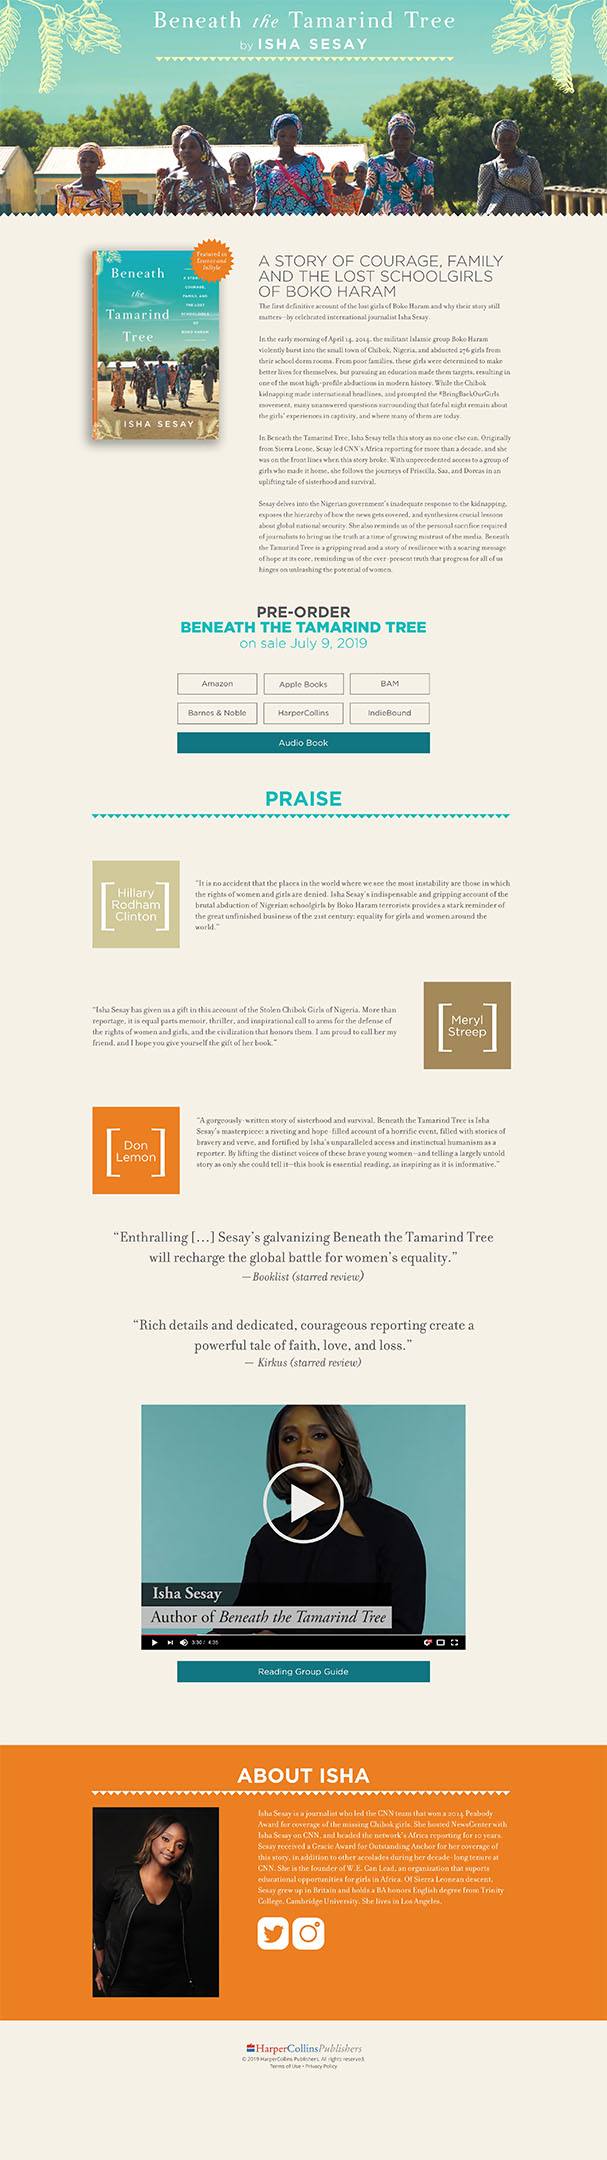 Beneath the Tamarind Tree
by ISHA SESAY
Featured in
Essence and
InStyle
Beneath
the
Tamarind
Tree
A STORY OF
COURAGE,
FAMILY, AND
THE LOST
SCHOOLGIRLS
OF
BOKO HARAM
ISHA SESAY
A STORY OF COURAGE, FAMILY
AND THE LOST SCHOOLGIRLS
OF BOKO HARAM
The first definitive account of the lost girls of Boko Haram and why their story still
matters—by celebrated international journalist Isha Sesay.
In the early morning of April 14, 2014, the militant Islamic group Boko Haram
violently burst into the small town of Chibok, Nigeria, and abducted 276 girls from
their school dorm rooms. From poor families, these girls were determined to make
better lives for themselves, but pursuing an education made them targets, resulting in
one of the most high-profile abductions in modern history. While the Chibok
kidnapping made international headlines, and prompted the #BringBackOurGirls
movement, many unanswered questions surrounding that fateful night remain about
the girls' experiences in captivity, and where many of them are today.
In Beneath the Tamarind Tree, Isha Sesay tells this story as no one else can. Originally
from Sierra Leone, Sesay led CNN's Africa reporting for more than a decade, and she
was on the front lines when this story broke. With unprecedented access to a group of
girls who made it home, she follows the journeys of Priscilla, Saa, and Dorcas in an
uplifting tale of sisterhood and survival.
Sesay delves into the Nigerian government's inadequate response to the kidnapping,
exposes the hierarchy of how the news gets covered, and synthesizes crucial lessons
about global national security. She also reminds us of the personal sacrifice required
of journalists to bring us the truth at a time of growing mistrust of the media. Beneath
the Tamarind Tree is a gripping read and a story of resilience with a soaring message
of hope at its core, reminding us of the ever-present truth that progress for all of us
hinges on unleashing the potential of women.
PRE-ORDER
BENEATH THE TAMARIND TREE
on sale July 9, 2019
Amazon
Apple Books
BAM
Barnes & Noble
HarperCollins
IndieBound
Audio Book
PRAISE
Hillary
Rodham
Clinton
"It is no accident that the places in the world where we see the most instability are those in which
the rights of women and girls are denied. Isha Sesay's indispensable and gripping account of the
brutal abduction of Nigerian schoolgirls by Boko Haram terrorists provides a stark reminder of
the great unfinished business of the 21st century: equality for girls and women around the
world."
"Isha Sesay has given us a gift in this account of the Stolen Chibok Girls of Nigeria. More than
reportage, it is equal parts memoir, thriller, and inspirational call to arms for the defense of
the rights of women and girls, and the civilization that honors them. I am proud to call her my
friend, and I hope you give yourself the gift of her book."
Meryl
Streep
Don
Lemon
"A gorgeously-written story of sisterhood and survival, Beneath the Tamarind Tree is Isha
Sesay's masterpiece: a riveting and hope-filled account of a horrific event, filled with stories of
bravery and verve, and fortified by Isha's unparalleled access and instinctual humanism as a
reporter. By lifting the distinct voices of these brave young women—and telling a largely untold
story as only she could tell it—this book is essential reading, as inspiring as it is informative."
“Enthralling [...] Sesay’s galvanizing Beneath the Tamarind Tree
will recharge the global battle for women’s equality.”
— Booklist (starred review)
“Rich details and dedicated, courageous reporting create a
powerful tale of faith, love, and loss.”
— Kirkus (starred review)
Isha Sesay
Author of Beneath the Tamarind Tree
3:30 / 4:35
Reading Group Guide
ABOUT ISHA
Isha Sesay is a journalist who led the CNN team that won a 2014 Peabody
Award for coverage of the missing Chibok girls. She hosted NewsCenter with
Isha Sesay on CNN, and headed the network's Africa reporting for 10 years.
Sesay received a Gracie Award for Outstanding Anchor for her coverage of
this story, in addition to other accolades during her decade-long tenure at
CNN. She is the founder of W.E. Can Lead, an organization that suports
educational opportunities for girls in Africa. Of Sierra Leonean descent,
Sesay grew up in Britain and holds a BA honors English degree from Trinity
College, Cambridge University. She lives in Los Angeles.
HarperCollinsPublishers
© 2019 HarperCollins Publishers. All rights reserved.
Terms of Use • Privacy Policy